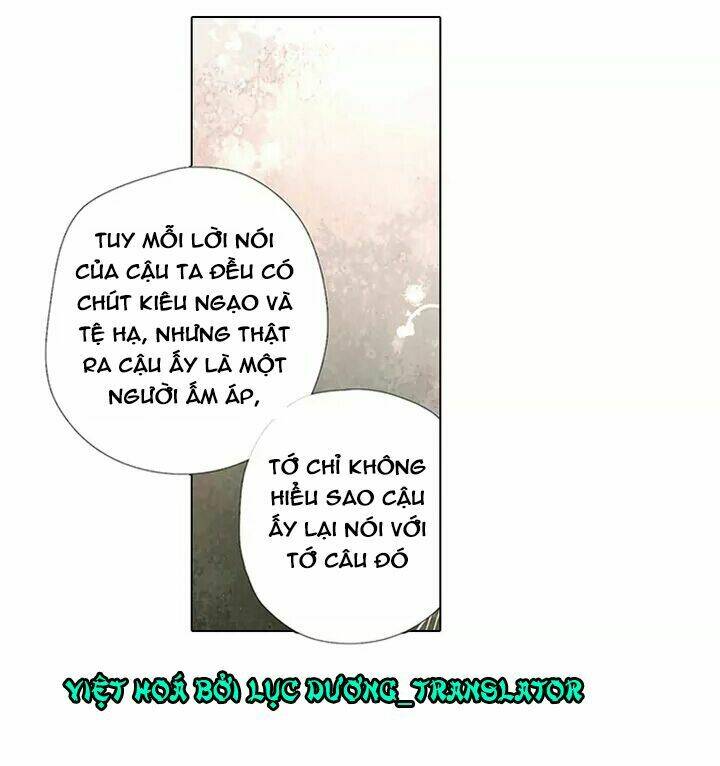 TUY MỖI LỜI NÓI
CỦA CẬU TA ĐỀU CÓ
CHÚT KIÊU NGẠO VÀ
TỆ HẠ, NHƯNG THẬT
RA CẬU ẤY LÀ MỘT
NGƯỜI ẤM ÁP,
TỚ CHỈ KHÔNG
HIỂU SAO CẬU
ẤY LẠI NÓI VỚI
TỚ CÂU ĐÓ
VIỆT HOÁ BỞI LỤC DƯƠNG_TRANSLATOR